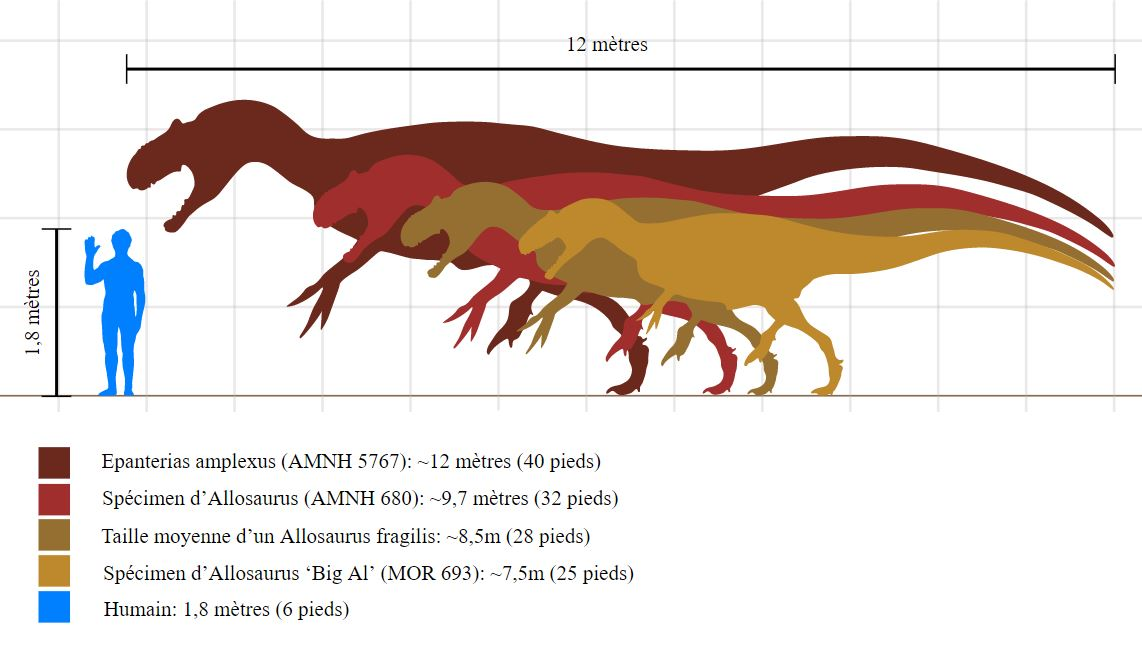 12 mètres
1,8 mètres
Epanterias amplexus (AMNH 5767): ~12 mètres (40 pieds)
Spécimen d’Allosaurus (AMNH 680): ~9,7 mètres (32 pieds)
Taille moyenne d’un Allosaurus fragilis: ~8,5m (28 pieds)
Spécimen d’Allosaurus ‘Big Al’ (MOR 693): ~7,5m (25 pieds)
Humain: 1,8 mètres (6 pieds)